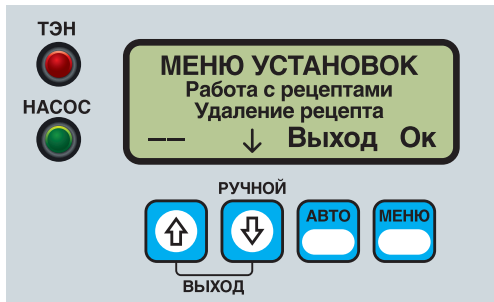 ТЭН
НАСОС
МЕНЮ УСТАНОВОК
Работа с рецептами
Удаление рецепта
–– ↓ Выход Ок
РУЧНОЙ
АВТО МЕНЮ
ВЫХОД